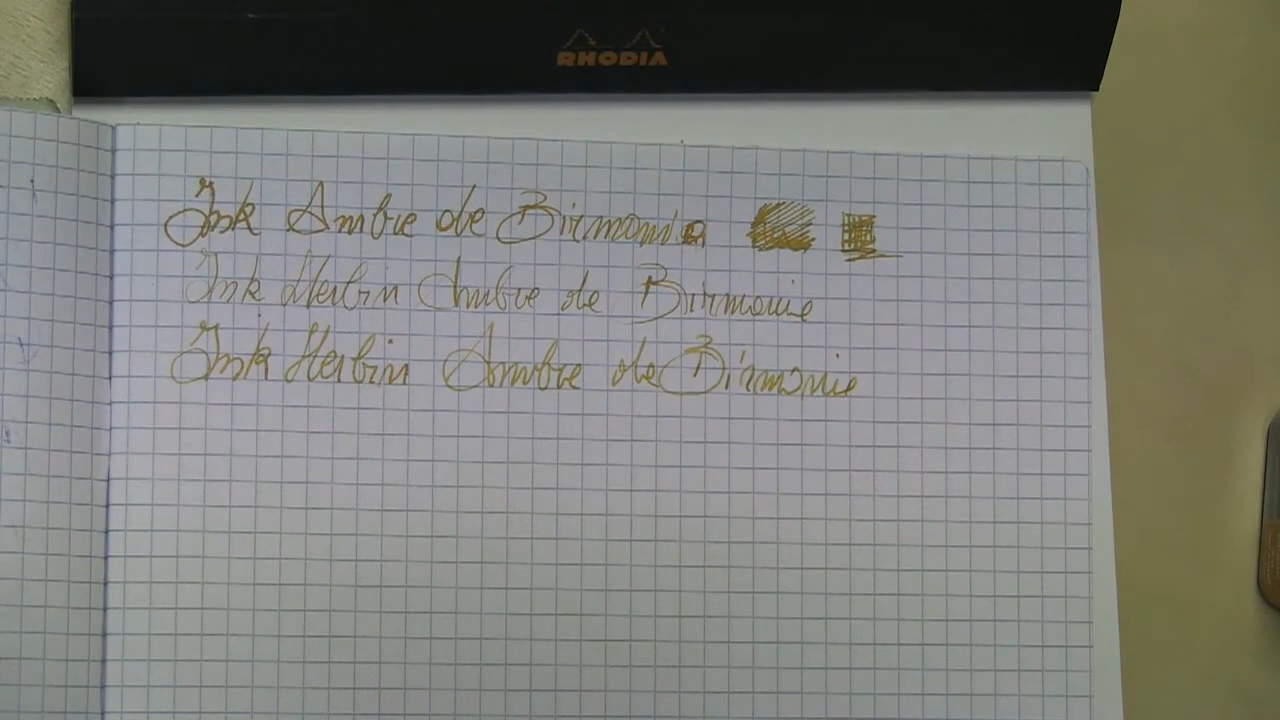 RHODIA
Ink Ambre de Birmanie
Ink Herbin Ambre de Birmanie
Ink Herbin Ambre de Birmanie